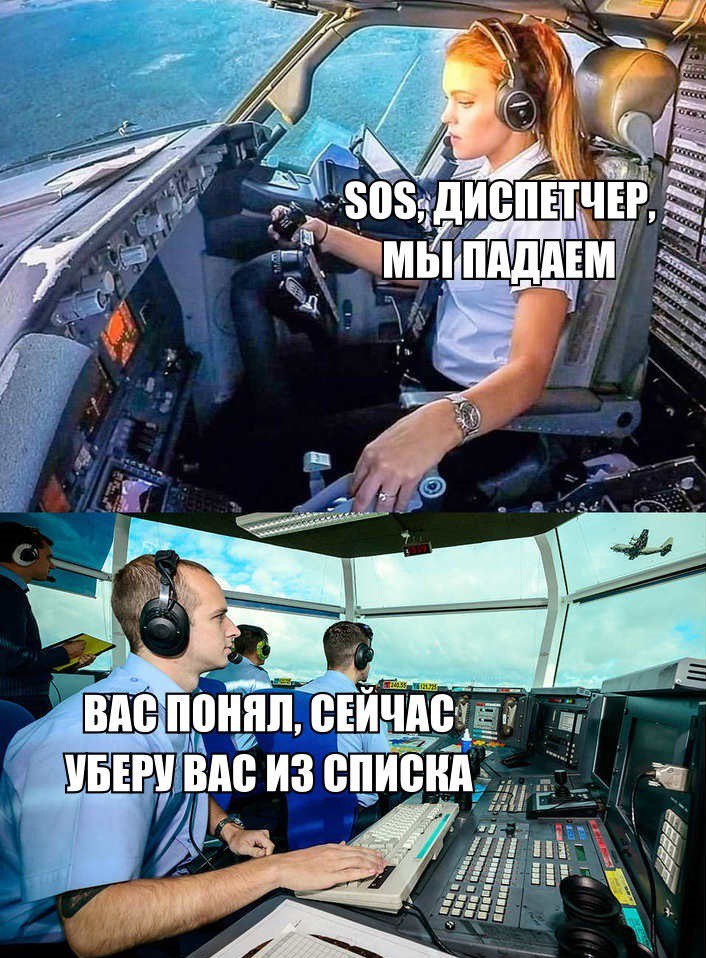 SOS, ДИСПЕТЧЕР,
МЫ ПАДАЕМ
ВАС ПОНЯЛ, СЕЙЧАС
УБЕРУ ВАС ИЗ СПИСКА